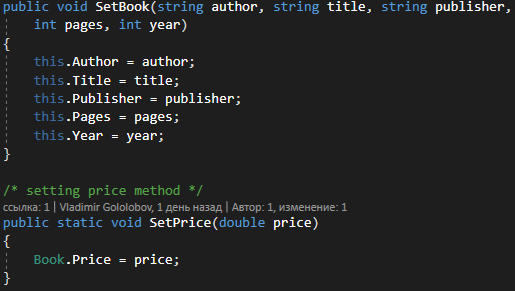 public void SetBook(string author, string title, string publisher,
int pages, int year)
{
this.Author = author;
this.Title = title;
this.Publisher = publisher;
this.Pages = pages;
this.Year = year;
}
/* setting price method */
ссылка: 1 | Vladimir Gololobov, 1 день назад | Автор: 1, изменение: 1
public static void SetPrice(double price)
{
Book.Price = price;
}